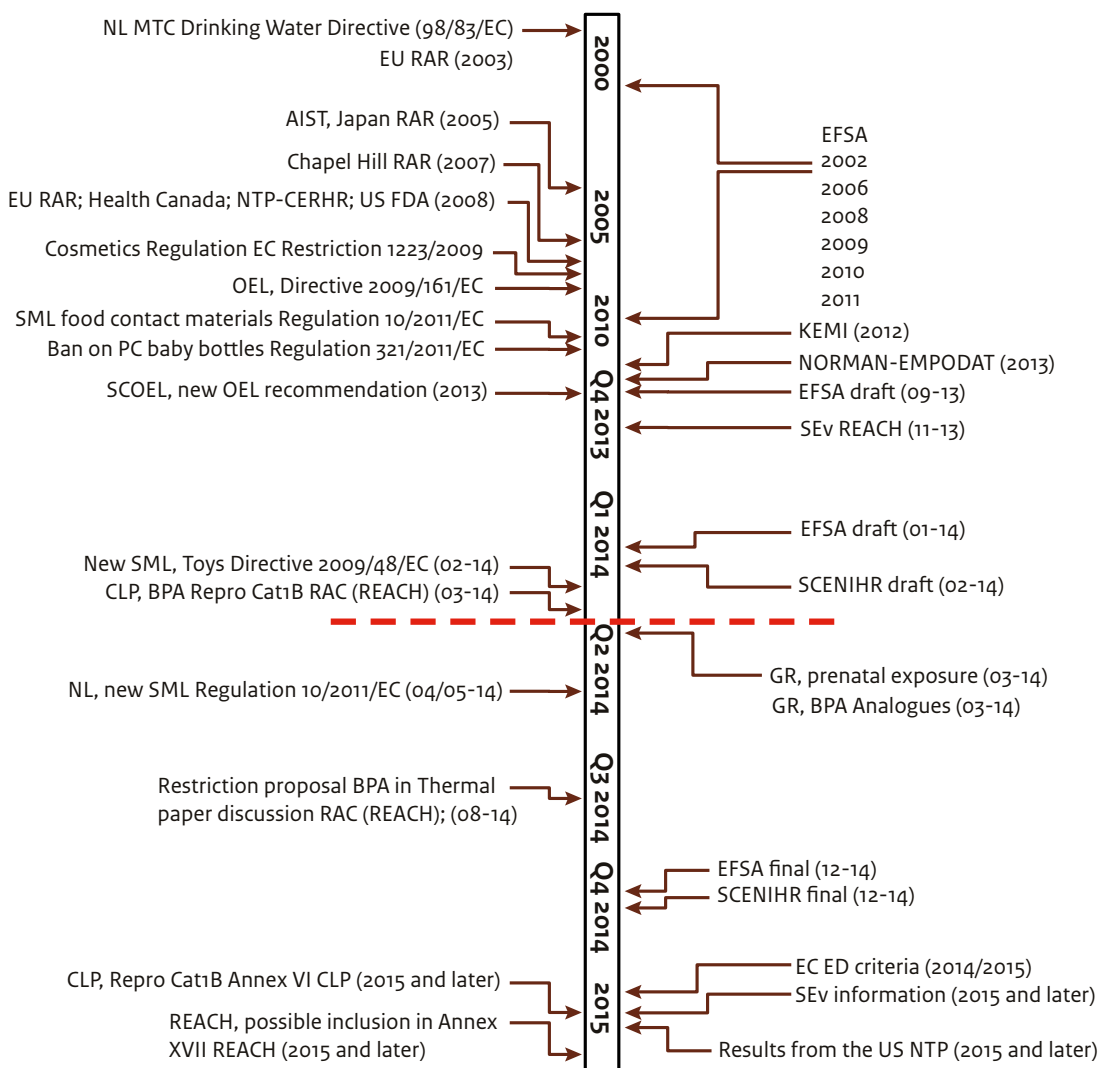 NL MTC Drinking Water Directive (98/83/EC)
EU RAR (2003)
AIST, Japan RAR (2005)
Chapel Hill RAR (2007)
EU RAR; Health Canada; NTP-CERHR; US FDA (2008)
Cosmetics Regulation EC Restriction 1223/2009
OEL, Directive 2009/161/EC
SML food contact materials Regulation 10/2011/EC
Ban on PC baby bottles Regulation 321/2011/EC
SCOEL, new OEL recommendation (2013)
New SML, Toys Directive 2009/48/EC (02-14)
CLP, BPA Repro Cat1B RAC (REACH) (03-14)
NL, new SML Regulation 10/2011/EC (04/05-14)
Restriction proposal BPA in Thermal
paper discussion RAC (REACH); (08-14)
CLP, Repro Cat1B Annex VI CLP (2015 and later)
REACH, possible inclusion in Annex
XVII REACH (2015 and later)
2000
2005
2010
Q4 2013
Q1 2014
Q2 2014
Q3 2014
Q4 2014
2015
EFSA
2002
2006
2008
2009
2010
2011
KEMI (2012)
NORMAN-EMPODAT (2013)
EFSA draft (09-13)
SEv REACH (11-13)
EFSA draft (01-14)
SCENIHR draft (02-14)
GR, prenatal exposure (03-14)
GR, BPA Analogues (03-14)
EFSA final (12-14)
SCENIHR final (12-14)
EC ED criteria (2014/2015)
SEv information (2015 and later)
Results from the US NTP (2015 and later)